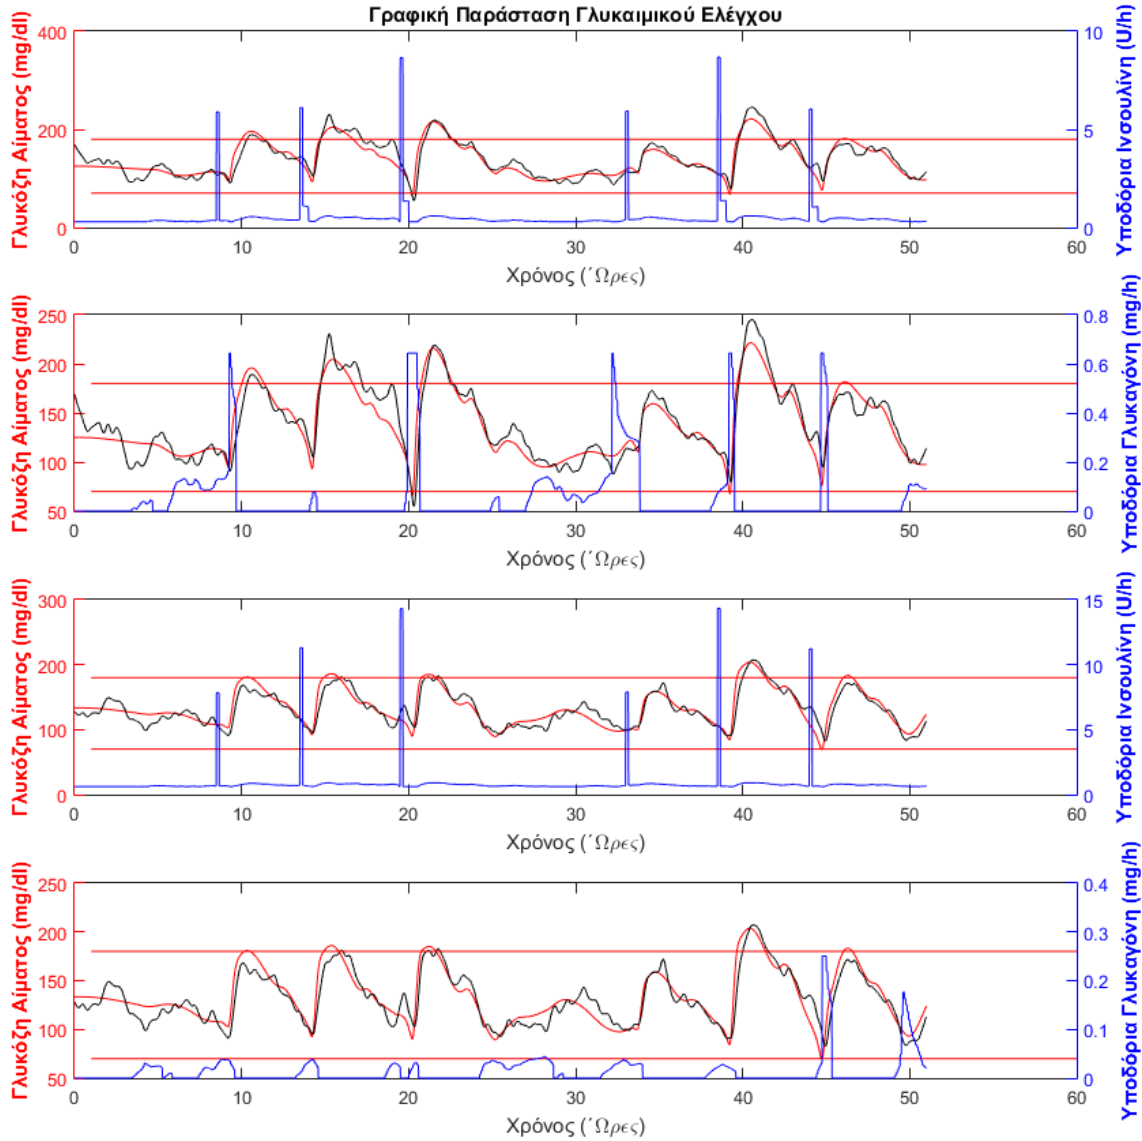 Γραφική Παράσταση Γλυκαιμικού Ελέγχου
Γλυκόζη Αίματος (mg/dl)
400
200
0
0 10 20 30 40 50 60
10
5
0
Υποδόρια Ινσουλίνη (U/h)
Χρόνος (΄Ωρες)
Γλυκόζη Αίματος (mg/dl)
250
200
150
100
50
0 10 20 30 40 50 60
0.8
0.6
0.4
0.2
0
Υποδόρια Γλυκαγόνη (mg/h)
Χρόνος (΄Ωρες)
Γλυκόζη Αίματος (mg/dl)
300
200
100
0
0 10 20 30 40 50 60
15
10
5
0
Υποδόρια Ινσουλίνη (U/h)
Χρόνος (΄Ωρες)
Γλυκόζη Αίματος (mg/dl)
250
200
150
100
50
0 10 20 30 40 50 60
0.4
0.3
0.2
0.1
0
Υποδόρια Γλυκαγόνη (mg/h)
Χρόνος (΄Ωρες)